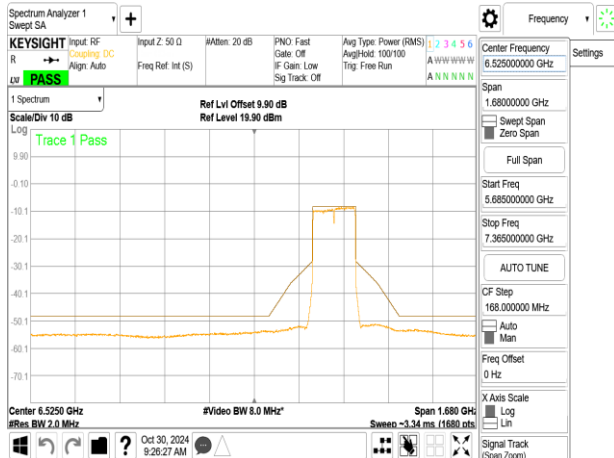 Spectrum Analyzer 1
Swept SA
+
Frequency
Settings
KEYSIGHT
R
LXI
PASS
Input: RF
Coupling: DC
Align: Auto
Input Z: 50 Ω
Freq Ref: Int (S)
#Atten: 20 dB
PNO: Fast
Gate: Off
IF Gain: Low
Sig Track: Off
Avg Type: Power (RMS)
Avg|Hold: 100/100
Trig: Free Run
1 2 3 4 5 6
A W W W W W
A N N N N N
1 Spectrum
Scale/Div 10 dB
Ref Lvl Offset 9.90 dB
Ref Level 19.90 dBm
Log
Trace 1 Pass
9.90
-0.10
-10.1
-20.1
-30.1
-40.1
-50.1
-60.1
-70.1
Center 6.5250 GHz
#Res BW 2.0 MHz
#Video BW 8.0 MHz*
Span 1.680 GHz
Sweep ~3.34 ms (1680 pts
?
Oct 30, 2024
9:26:27 AM
Center Frequency
6.525000000 GHz
Span
1.68000000 GHz
Swept Span
Zero Span
Full Span
Start Freq
5.685000000 GHz
Stop Freq
7.365000000 GHz
AUTO TUNE
CF Step
168.000000 MHz
Auto
Man
Freq Offset
0 Hz
X Axis Scale
Log
Lin
Signal Track
(Span Zoom)